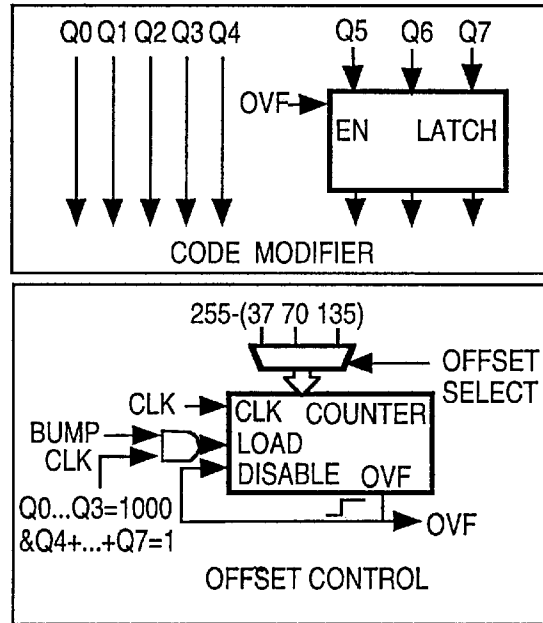 Q0 Q1 Q2 Q3 Q4 Q5 Q6 Q7
OVF
EN LATCH
CODE MODIFIER
255-(37 70 135)
OFFSET
SELECT
CLK
CLK COUNTER
BUMP
LOAD
CLK
DISABLE OVF
Q0...Q3=1000
&Q4+...+Q7=1
OVF
OFFSET CONTROL